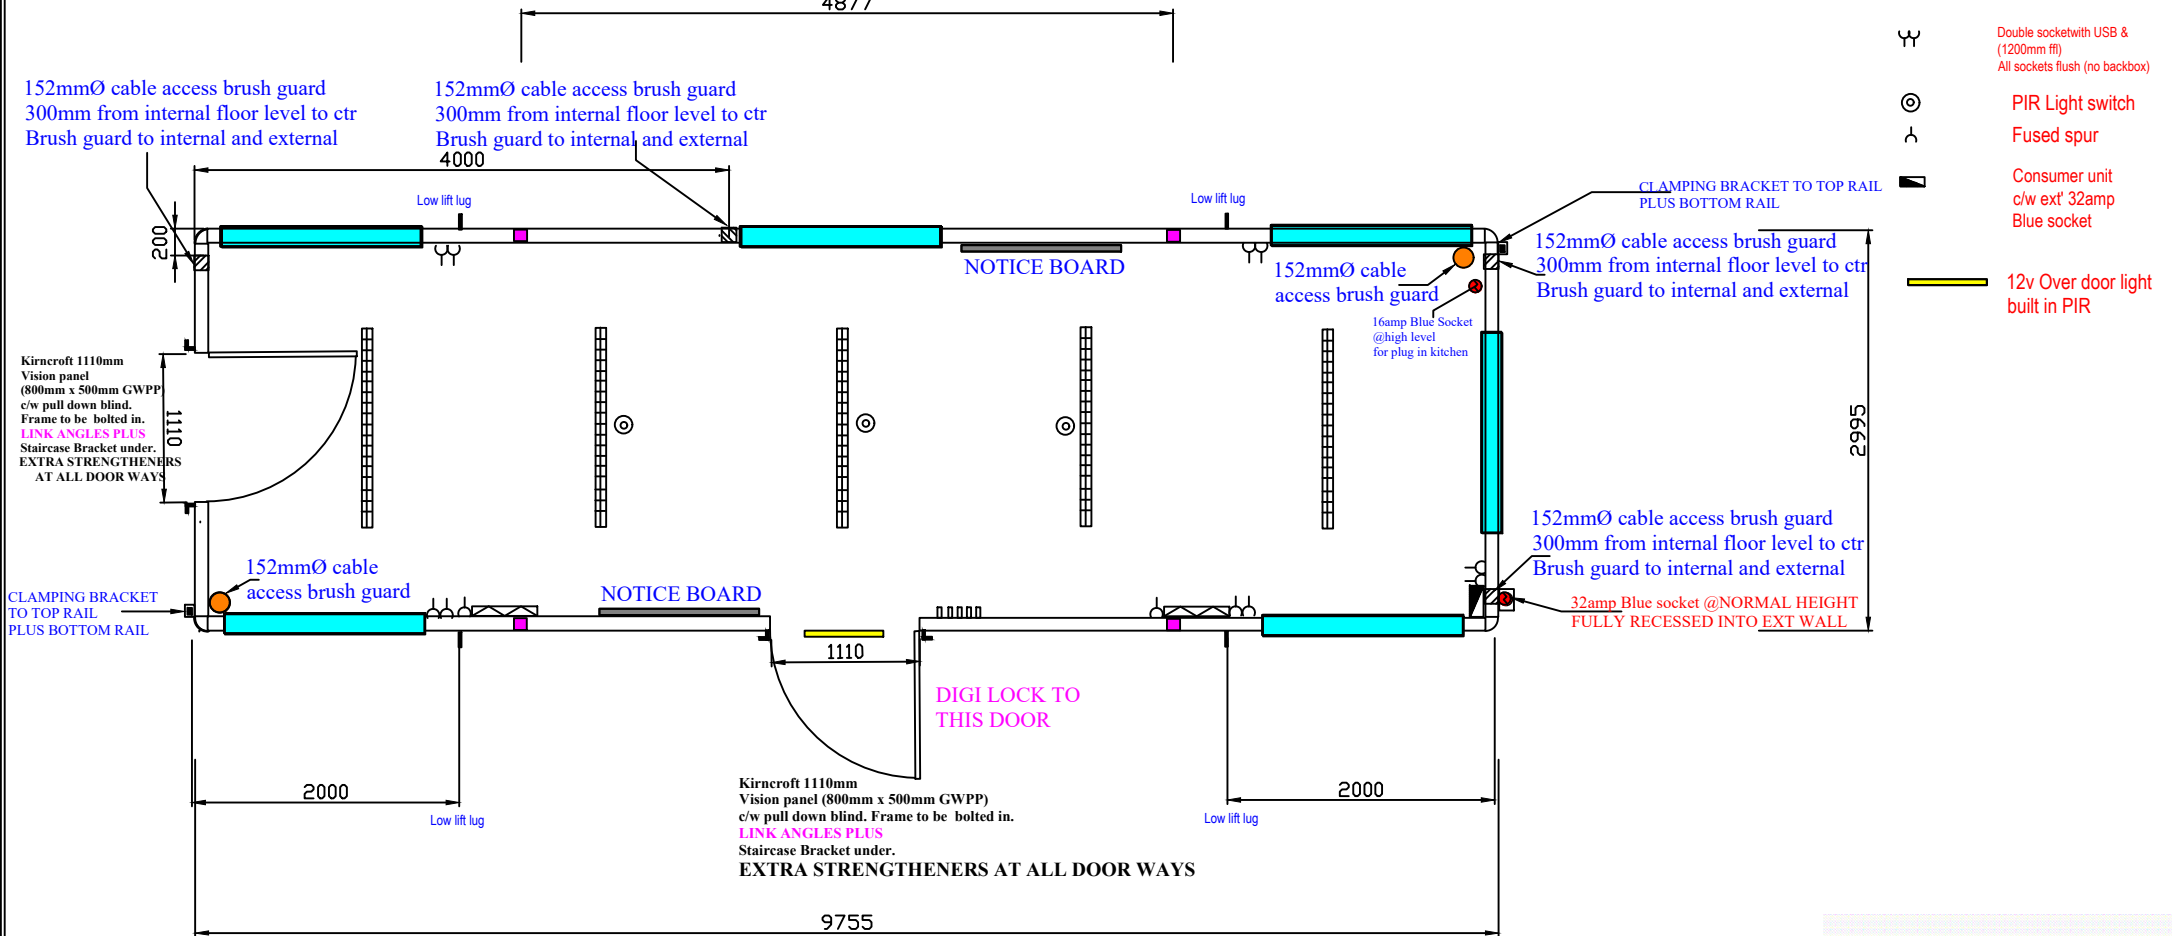 4877
152mmØ cable access brush guard
300mm from internal floor level to ctr
Brush guard to internal and external
152mmØ cable access brush guard
300mm from internal floor level to ctr
Brush guard to internal and external
4000
Low lift lug
Low lift lug
200
NOTICE BOARD
152mmØ cable
access brush guard
16amp Blue Socket
@high level
for plug in kitchen
CLAMPING BRACKET TO TOP RAIL
PLUS BOTTOM RAIL
152mmØ cable access brush guard
300mm from internal floor level to ctr
Brush guard to internal and external
Double socketwith USB &
(1200mm ffl)
All sockets flush (no backbox)
PIR Light switch
Fused spur
Consumer unit
c/w ext' 32amp
Blue socket
12v Over door light
built in PIR
Kirncroft 1110mm
Vision panel
(800mm x 500mm GWPP)
c/w pull down blind.
Frame to be bolted in.
LINK ANGLES PLUS
Staircase Bracket under.
EXTRA STRENGTHENERS
AT ALL DOOR WAYS
1110
2995
152mmØ cable
access brush guard
NOTICE BOARD
CLAMPING BRACKET
TO TOP RAIL
PLUS BOTTOM RAIL
152mmØ cable access brush guard
300mm from internal floor level to ctr
Brush guard to internal and external
32amp Blue socket @NORMAL HEIGHT
FULLY RECESSED INTO EXT WALL
1110
DIGI LOCK TO
THIS DOOR
2000
Low lift lug
2000
Low lift lug
Kirncroft 1110mm
Vision panel (800mm x 500mm GWPP)
c/w pull down blind. Frame to be bolted in.
LINK ANGLES PLUS
Staircase Bracket under.
EXTRA STRENGTHENERS AT ALL DOOR WAYS
9755